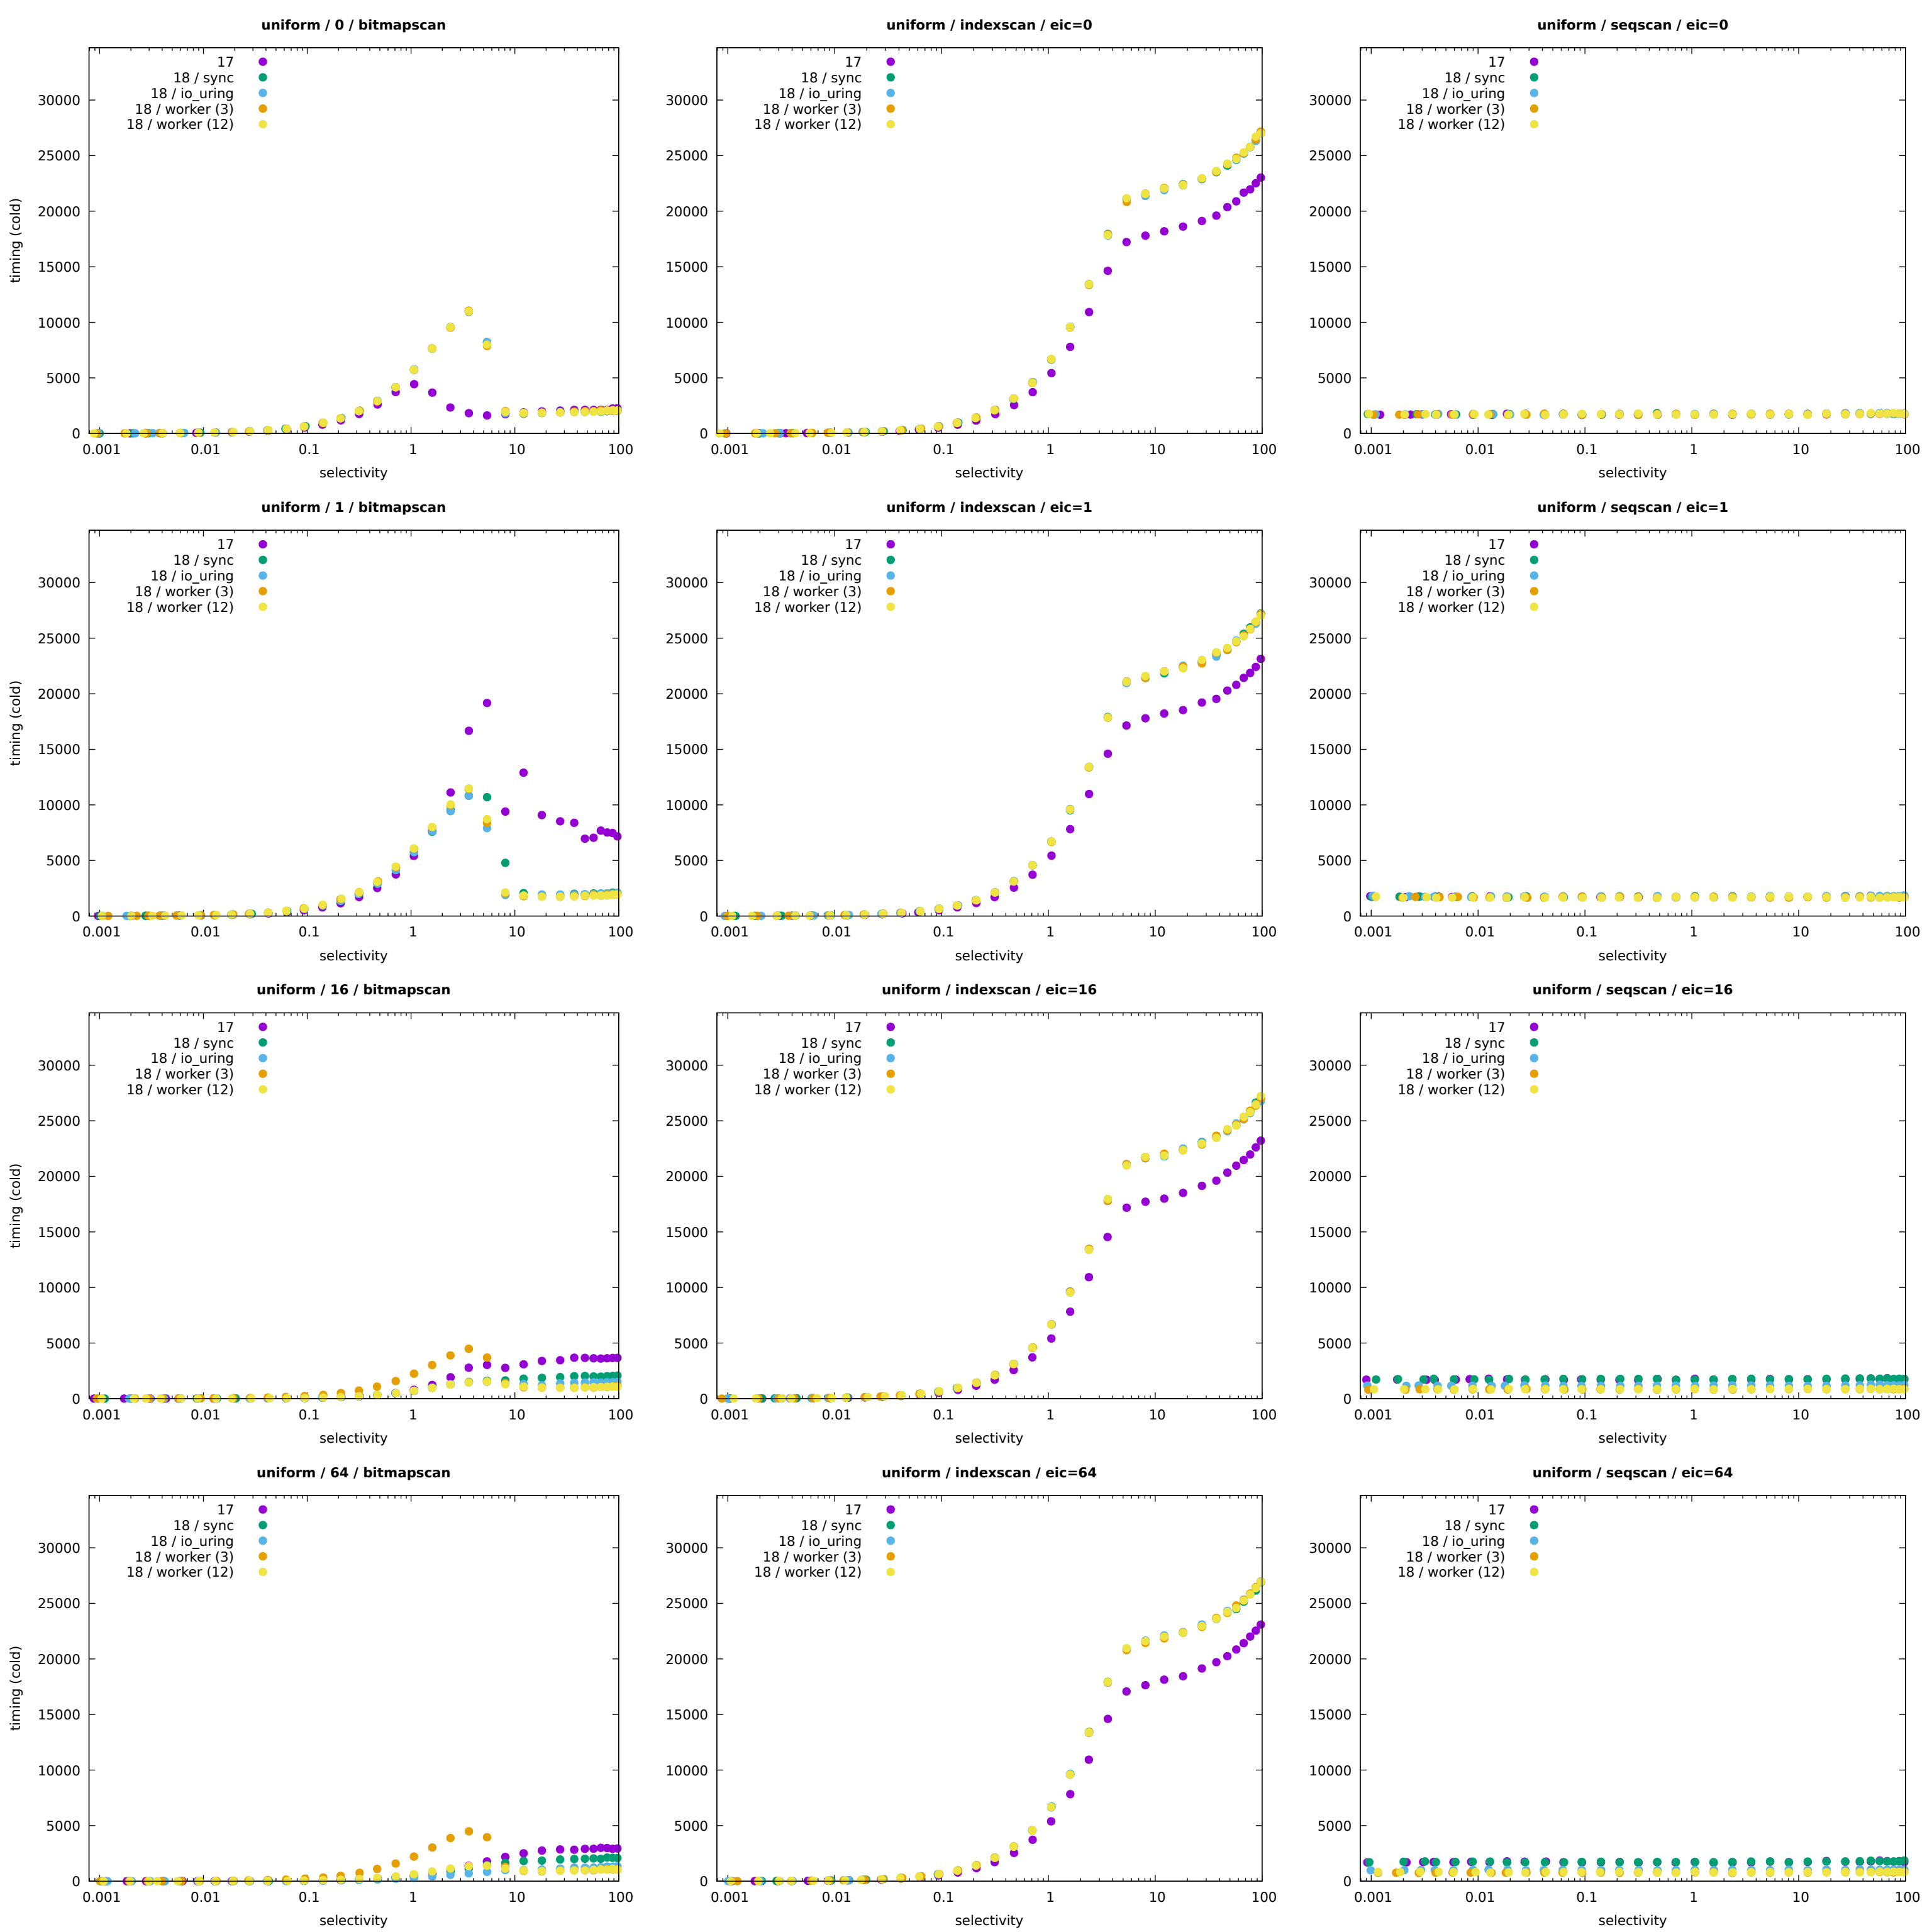 uniform / 0 / bitmapscan
timing (cold)
30000
25000
20000
15000
10000
5000
0
17
18 / sync
18 / io_uring
18 / worker (3)
18 / worker (12)
0.001 0.01 0.1 1 10 100
selectivity
uniform / indexscan / eic=0
30000
25000
20000
15000
10000
5000
0
17
18 / sync
18 / io_uring
18 / worker (3)
18 / worker (12)
0.001 0.01 0.1 1 10 100
selectivity
uniform / seqscan / eic=0
30000
25000
20000
15000
10000
5000
0
17
18 / sync
18 / io_uring
18 / worker (3)
18 / worker (12)
0.001 0.01 0.1 1 10 100
selectivity
uniform / 1 / bitmapscan
timing (cold)
30000
25000
20000
15000
10000
5000
0
17
18 / sync
18 / io_uring
18 / worker (3)
18 / worker (12)
0.001 0.01 0.1 1 10 100
selectivity
uniform / indexscan / eic=1
30000
25000
20000
15000
10000
5000
0
17
18 / sync
18 / io_uring
18 / worker (3)
18 / worker (12)
0.001 0.01 0.1 1 10 100
selectivity
uniform / seqscan / eic=1
30000
25000
20000
15000
10000
5000
0
17
18 / sync
18 / io_uring
18 / worker (3)
18 / worker (12)
0.001 0.01 0.1 1 10 100
selectivity
uniform / 16 / bitmapscan
timing (cold)
30000
25000
20000
15000
10000
5000
0
17
18 / sync
18 / io_uring
18 / worker (3)
18 / worker (12)
0.001 0.01 0.1 1 10 100
selectivity
uniform / indexscan / eic=16
30000
25000
20000
15000
10000
5000
0
17
18 / sync
18 / io_uring
18 / worker (3)
18 / worker (12)
0.001 0.01 0.1 1 10 100
selectivity
uniform / seqscan / eic=16
30000
25000
20000
15000
10000
5000
0
17
18 / sync
18 / io_uring
18 / worker (3)
18 / worker (12)
0.001 0.01 0.1 1 10 100
selectivity
uniform / 64 / bitmapscan
timing (cold)
30000
25000
20000
15000
10000
5000
0
17
18 / sync
18 / io_uring
18 / worker (3)
18 / worker (12)
0.001 0.01 0.1 1 10 100
selectivity
uniform / indexscan / eic=64
30000
25000
20000
15000
10000
5000
0
17
18 / sync
18 / io_uring
18 / worker (3)
18 / worker (12)
0.001 0.01 0.1 1 10 100
selectivity
uniform / seqscan / eic=64
30000
25000
20000
15000
10000
5000
0
17
18 / sync
18 / io_uring
18 / worker (3)
18 / worker (12)
0.001 0.01 0.1 1 10 100
selectivity